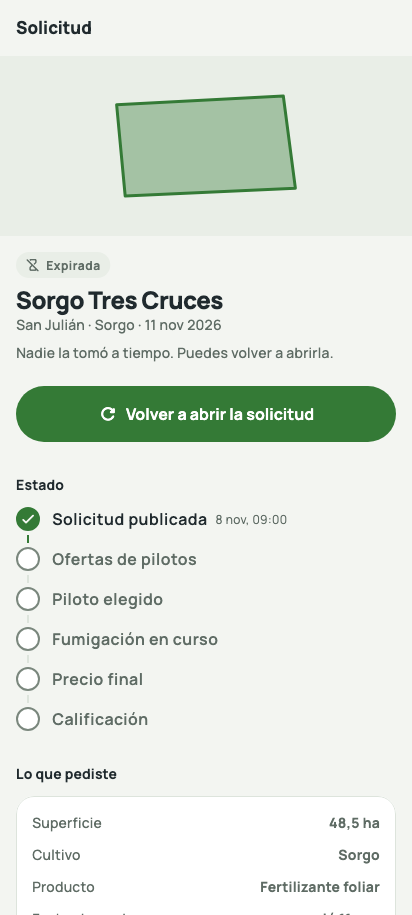 Solicitud
Expirada
Sorgo Tres Cruces
San Julián · Sorgo · 11 nov 2026
Nadie la tomó a tiempo. Puedes volver a abrirla.
Volver a abrir la solicitud
Estado
Solicitud publicada 8 nov, 09:00
Ofertas de pilotos
Piloto elegido
Fumigación en curso
Precio final
Calificación
Lo que pediste
Superficie 48,5 ha
Cultivo Sorgo
Producto Fertilizante foliar